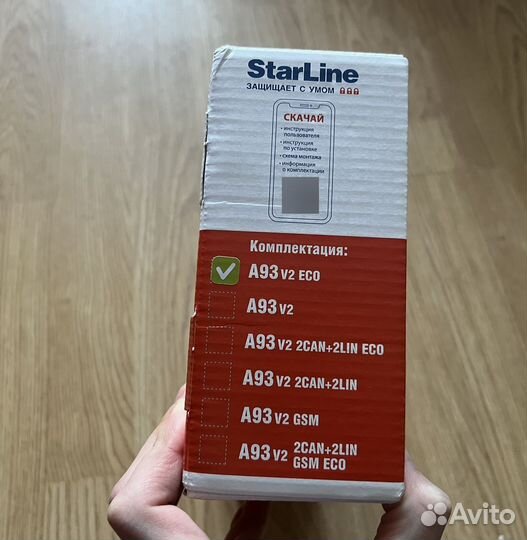 StarLine
ЗАЩИЩАЕТ С УМОМ
СКАЧАЙ
• инструкция
пользователя
• инструкция
по установке
• схема монтажа
• информация
о комплектации
Комплектация:
A93 V2 ECO
A93 V2
A93 V2 2CAN+2LIN ECO
A93 V2 2CAN+2LIN
A93 V2 GSM
A93 V2 2CAN+2LIN
GSM ECO
Avito